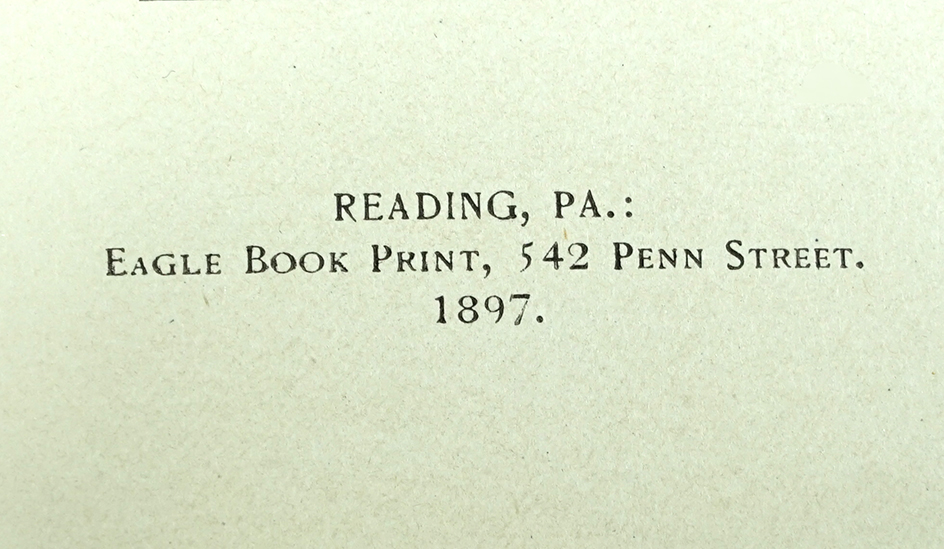 READING, PA.:
EAGLE BOOK PRINT, 542 PENN STREET.
1897.